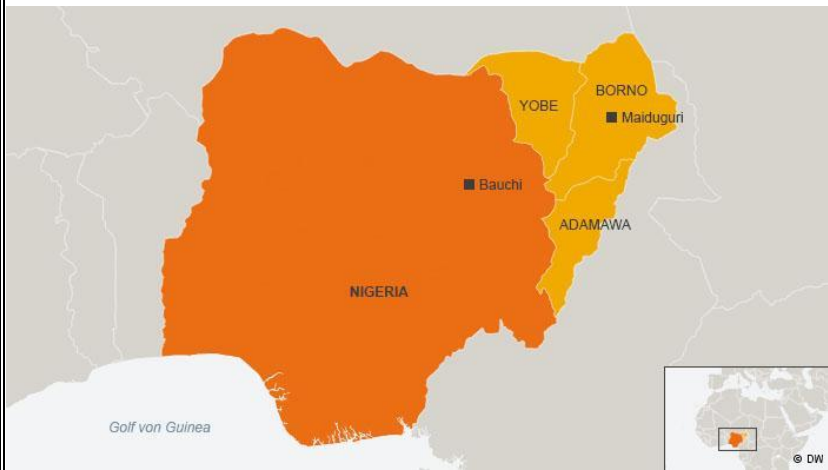 YOBE
BORNO
Maiduguri
Bauchi
ADAMAWA
NIGERIA
Golf von Guinea
© DW